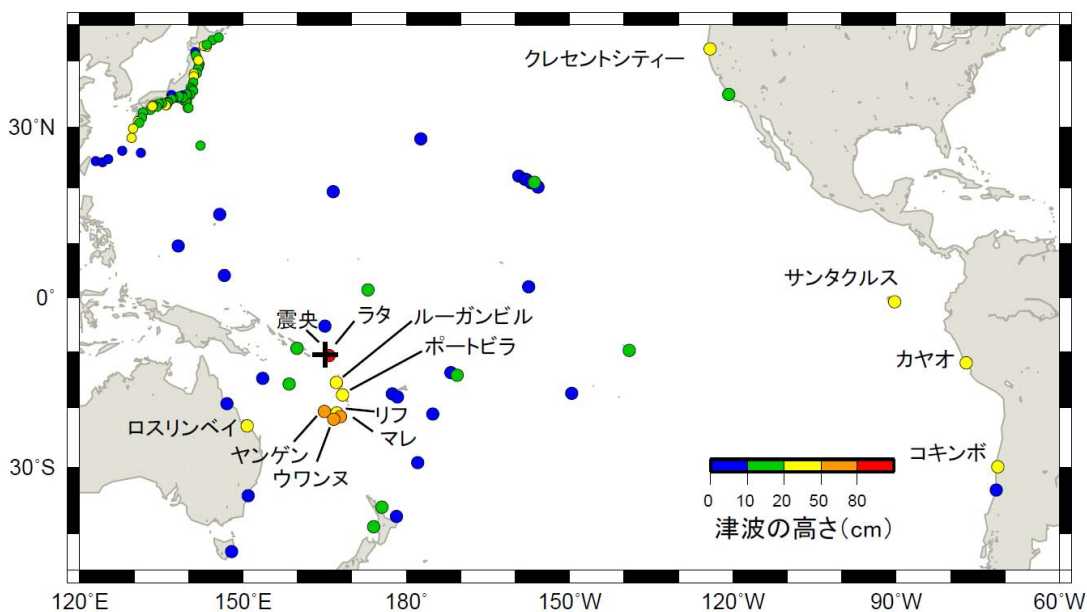 クレセントシティー
30°N
サンタクルス
0°
震央
ラタ
ルーガンビル
ポートビラ
カヤオ
リフ
マレ
ロスリンベイ
ヤンゲン
ウワンヌ
コキンボ
30°S
0 10 20 50 80
津波の高さ(cm)
120°E 150°E 180° 150°W 120°W 90°W 60°W